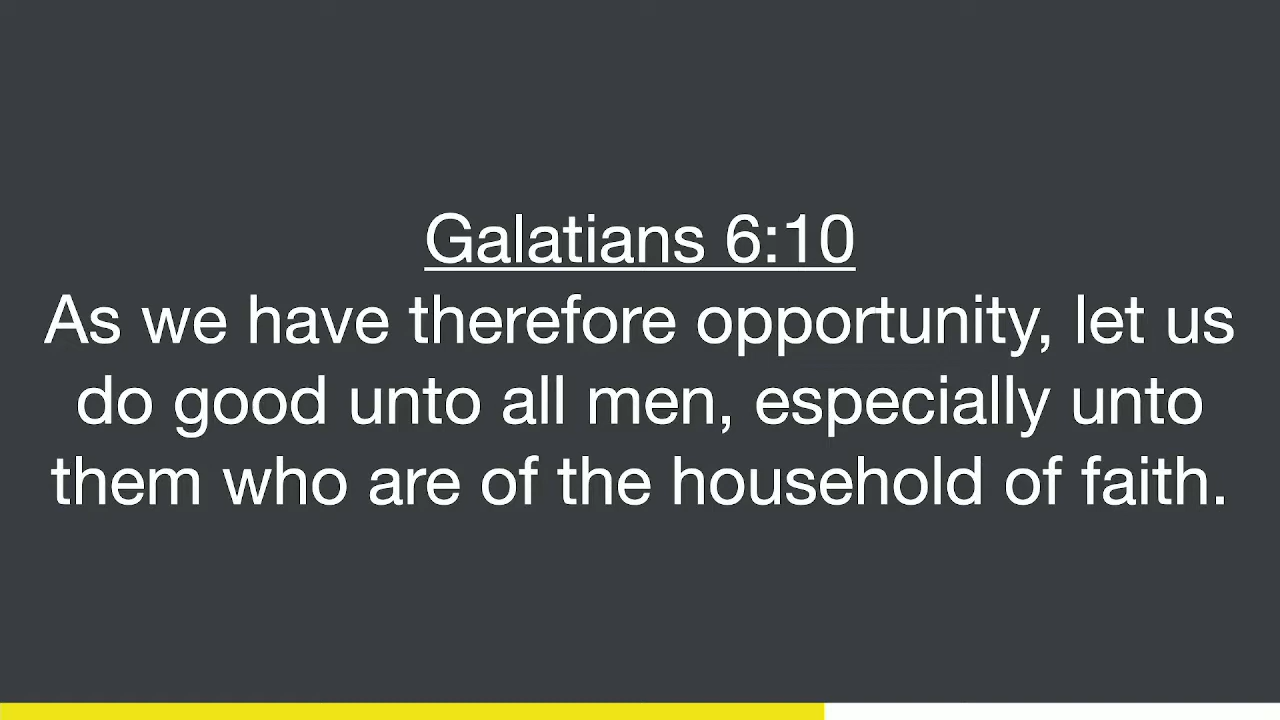 Galatians 6:10
As we have therefore opportunity, let us
do good unto all men, especially unto
them who are of the household of faith.